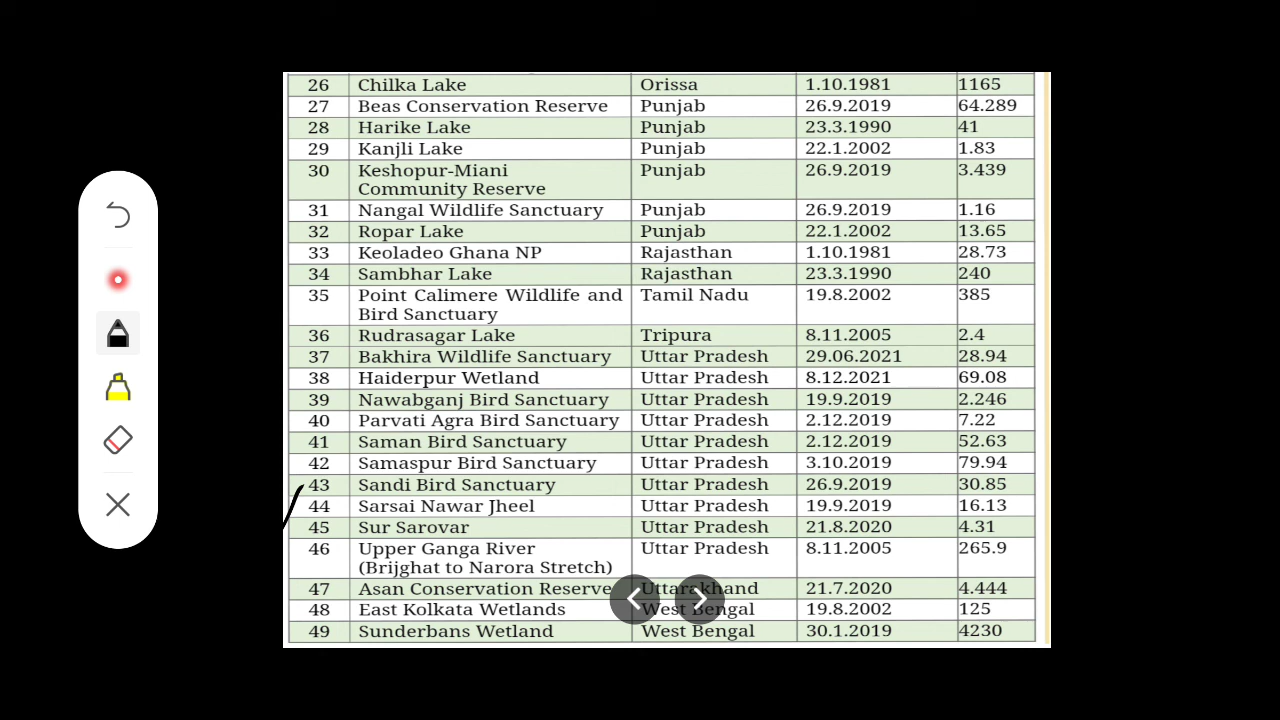 26 Chilka Lake Orissa 1.10.1981 1165
27 Beas Conservation Reserve Punjab 26.9.2019 64.289
28 Harike Lake Punjab 23.3.1990 41
29 Kanjli Lake Punjab 22.1.2002 1.83
30 Keshopur-Miani Punjab 26.9.2019 3.439
Community Reserve
31 Nangal Wildlife Sanctuary Punjab 26.9.2019 1.16
32 Ropar Lake Punjab 22.1.2002 13.65
33 Keoladeo Ghana NP Rajasthan 1.10.1981 28.73
34 Sambhar Lake Rajasthan 23.3.1990 240
35 Point Calimere Wildlife and Tamil Nadu 19.8.2002 385
Bird Sanctuary
36 Rudrasagar Lake Tripura 8.11.2005 2.4
37 Bakhira Wildlife Sanctuary Uttar Pradesh 29.06.2021 28.94
38 Haiderpur Wetland Uttar Pradesh 8.12.2021 69.08
39 Nawabganj Bird Sanctuary Uttar Pradesh 19.9.2019 2.246
40 Parvati Agra Bird Sanctuary Uttar Pradesh 2.12.2019 7.22
41 Saman Bird Sanctuary Uttar Pradesh 2.12.2019 52.63
42 Samaspur Bird Sanctuary Uttar Pradesh 3.10.2019 79.94
43 Sandi Bird Sanctuary Uttar Pradesh 26.9.2019 30.85
44 Sarsai Nawar Jheel Uttar Pradesh 19.9.2019 16.13
45 Sur Sarovar Uttar Pradesh 21.8.2020 4.31
46 Upper Ganga River Uttar Pradesh 8.11.2005 265.9
(Brijghat to Narora Stretch)
47 Asan Conservation Reserve Uttarakhand 21.7.2020 4.444
48 East Kolkata Wetlands West Bengal 19.8.2002 125
49 Sunderbans Wetland West Bengal 30.1.2019 4230